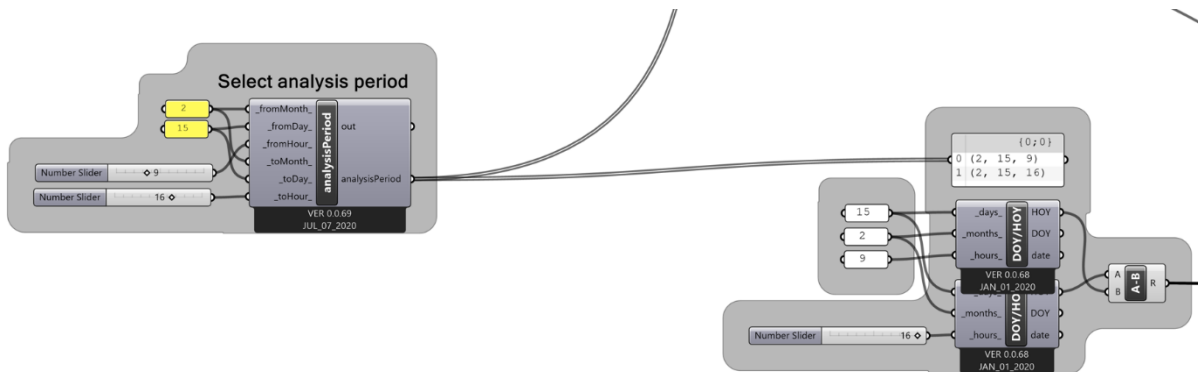 Select analysis period
2
15
Number Slider
9
Number Slider
16
_fromMonth_
_fromDay_
_fromHour_
_toMonth_
_toDay_
_toHour_
analysisPeriod
out
analysisPeriod
VER 0.0.69
JUL_07_2020
{0;0}
0 (2, 15, 9)
1 (2, 15, 16)
15
2
9
_days_
_months_
_hours_
DOY/HOY
HOY
DOY
date
VER 0.0.68
JAN_01_2020
_months_
_hours_
DOY
date
VER 0.0.68
JAN_01_2020
Number Slider
16
A
B
A-B
R